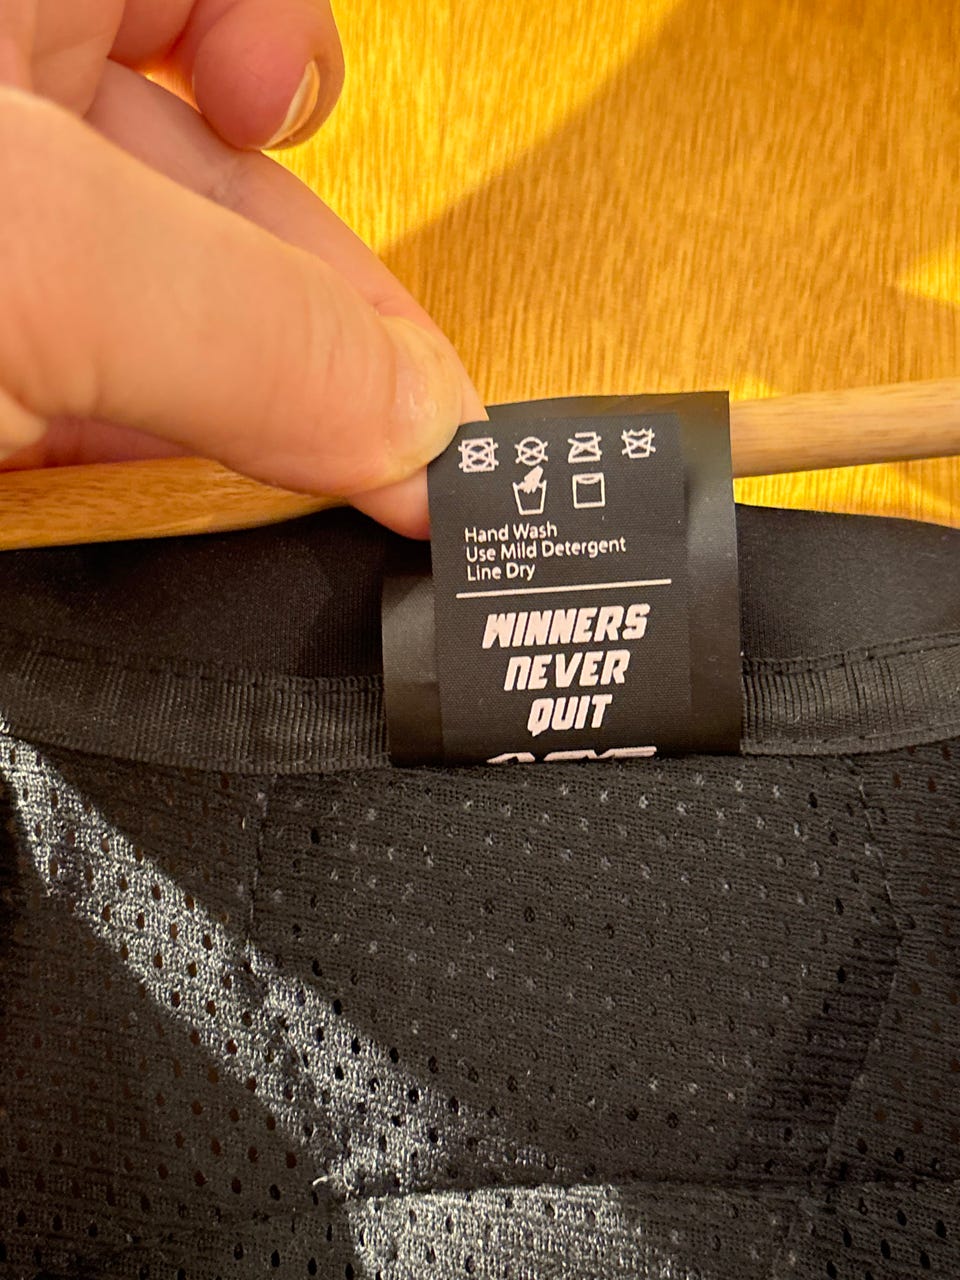 Hand Wash
Use Mild Detergent
Line Dry
WINNERS
NEVER
QUIT